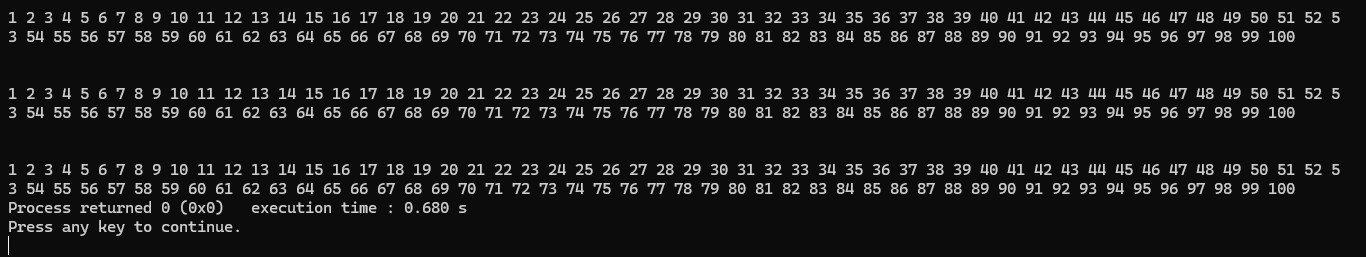 1 2 3 4 5 6 7 8 9 10 11 12 13 14 15 16 17 18 19 20 21 22 23 24 25 26 27 28 29 30 31 32 33 34 35 36 37 38 39 40 41 42 43 44 45 46 47 48 49 50 51 52 5
3 54 55 56 57 58 59 60 61 62 63 64 65 66 67 68 69 70 71 72 73 74 75 76 77 78 79 80 81 82 83 84 85 86 87 88 89 90 91 92 93 94 95 96 97 98 99 100
1 2 3 4 5 6 7 8 9 10 11 12 13 14 15 16 17 18 19 20 21 22 23 24 25 26 27 28 29 30 31 32 33 34 35 36 37 38 39 40 41 42 43 44 45 46 47 48 49 50 51 52 5
3 54 55 56 57 58 59 60 61 62 63 64 65 66 67 68 69 70 71 72 73 74 75 76 77 78 79 80 81 82 83 84 85 86 87 88 89 90 91 92 93 94 95 96 97 98 99 100
1 2 3 4 5 6 7 8 9 10 11 12 13 14 15 16 17 18 19 20 21 22 23 24 25 26 27 28 29 30 31 32 33 34 35 36 37 38 39 40 41 42 43 44 45 46 47 48 49 50 51 52 5
3 54 55 56 57 58 59 60 61 62 63 64 65 66 67 68 69 70 71 72 73 74 75 76 77 78 79 80 81 82 83 84 85 86 87 88 89 90 91 92 93 94 95 96 97 98 99 100
Process returned 0 (0x0)   execution time : 0.680 s
Press any key to continue.